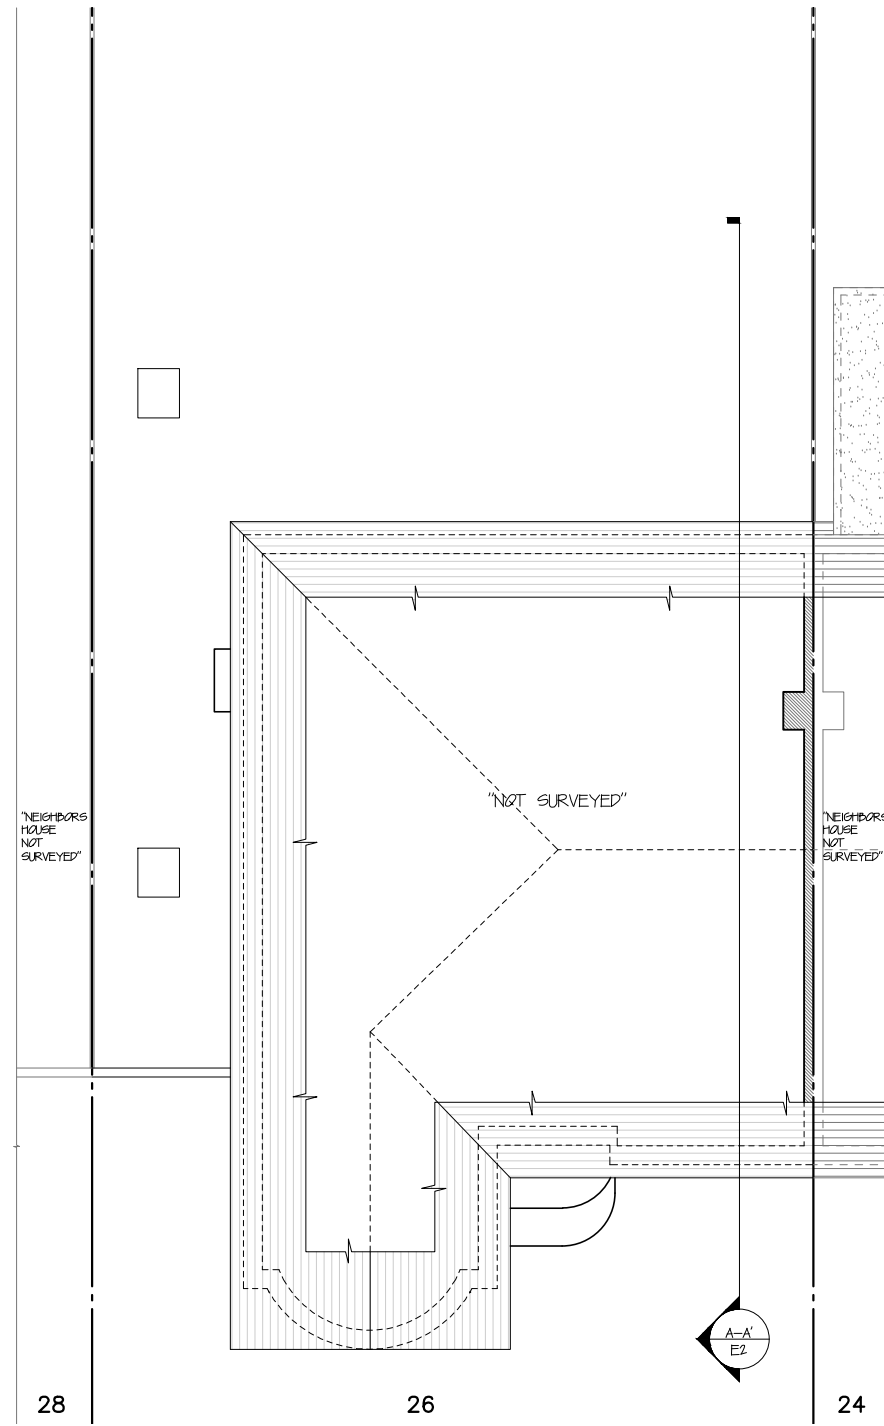 "NOT SURVEYED"
"NEIGHBORS
HOUSE
NOT
SURVEYED"
"NEIGHBORS
HOUSE
NOT
SURVEYED"
A-A'
E2
28
26
24